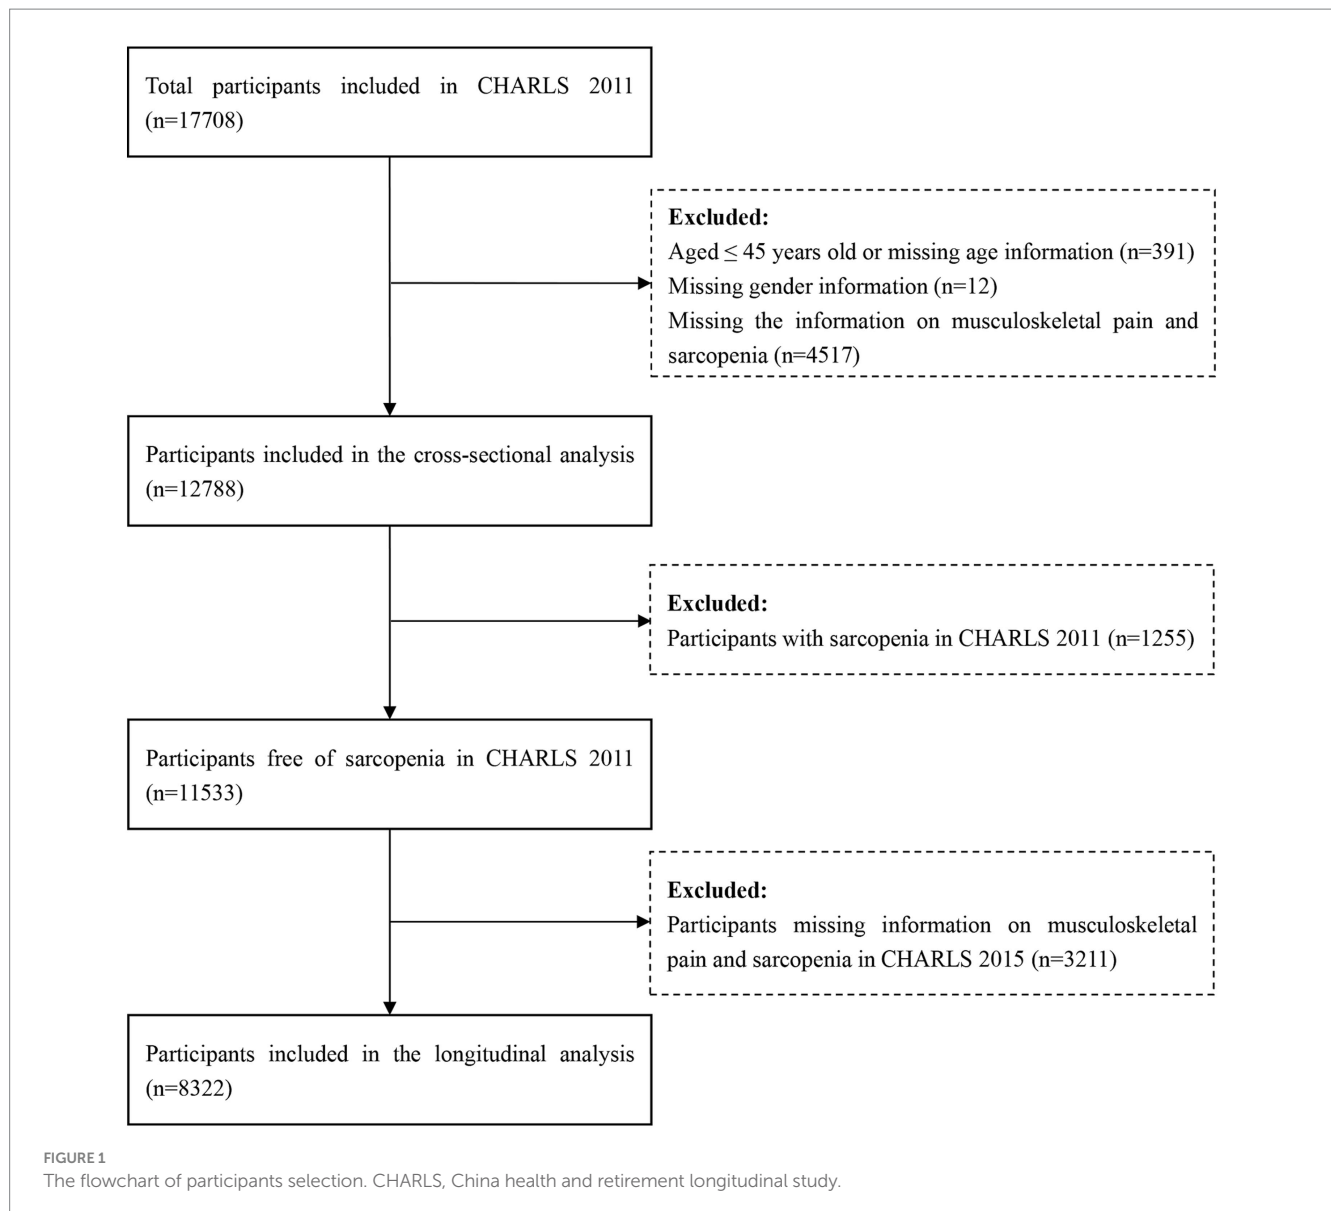 Total participants included in CHARLS 2011
(n=17708)
Excluded:
Aged ≤ 45 years old or missing age information (n=391)
Missing gender information (n=12)
Missing the information on musculoskeletal pain and
sarcopenia (n=4517)
Participants included in the cross-sectional analysis
(n=12788)
Excluded:
Participants with sarcopenia in CHARLS 2011 (n=1255)
Participants free of sarcopenia in CHARLS 2011
(n=11533)
Excluded:
Participants missing information on musculoskeletal
pain and sarcopenia in CHARLS 2015 (n=3211)
Participants included in the longitudinal analysis
(n=8322)
FIGURE 1
The flowchart of participants selection. CHARLS, China health and retirement longitudinal study.